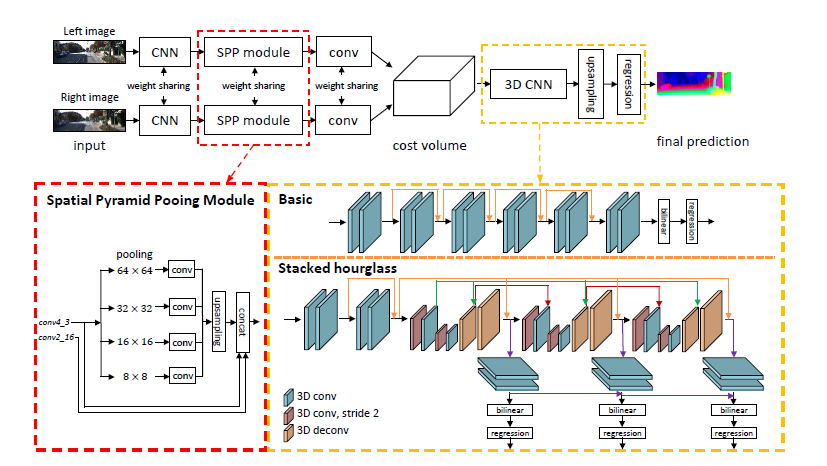 Left image
CNN
SPP module
conv
weight sharing
weight sharing
weight sharing
Right image
CNN
SPP module
conv
input
cost volume
3D CNN
upsampling
regression
final prediction
Spatial Pyramid Pooing Module
pooling
64 × 64
conv
32 × 32
conv
16 × 16
conv
8 × 8
conv
conv4_3
conv2_16
upsampling
concat
Basic
bilinear
regression
Stacked hourglass
3D conv
3D conv, stride 2
3D deconv
bilinear
bilinear
bilinear
regression
regression
regression